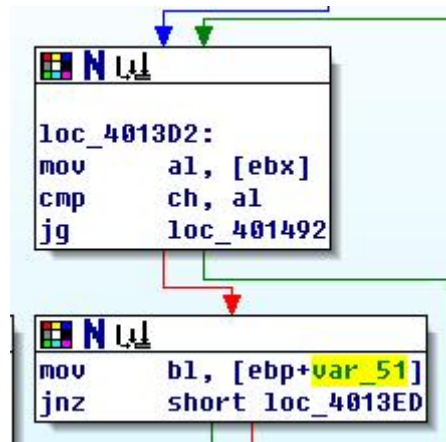 N
loc_4013D2:
mov al, [ebx]
cmp ch, al
jg loc_401492
N
mov bl, [ebp+var_51]
jnz short loc_4013ED